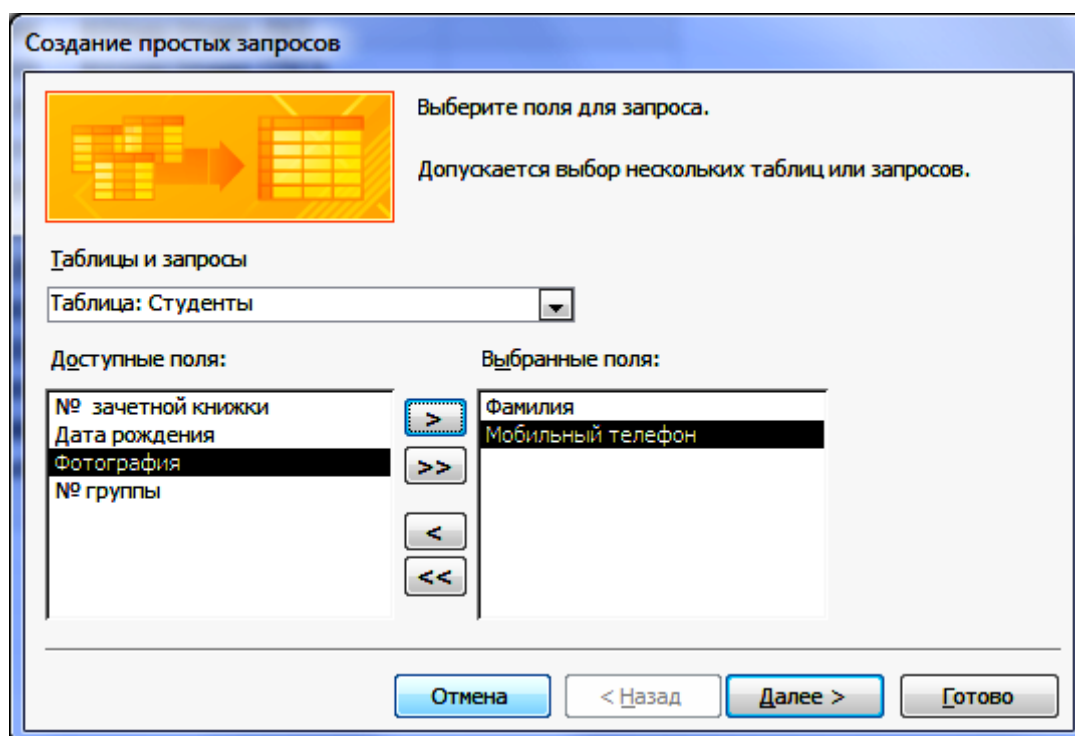 Создание простых запросов
Выберите поля для запроса.
Допускается выбор нескольких таблиц или запросов.
Таблицы и запросы
Таблица: Студенты
Доступные поля:
Выбранные поля:
№ зачетной книжки
Дата рождения
Фотография
№ группы
>
>>
<
<<
Фамилия
Мобильный телефон
Отмена
< Назад
Далее >
Готово